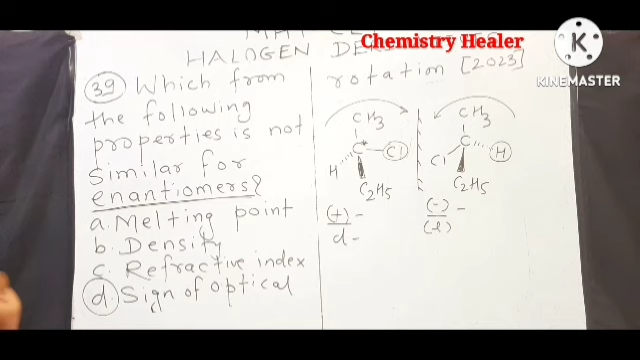 Chemistry Healer
K
KINEMASTER
HALOGEN DERI
39 Which from
the following
properties is not
similar for
enantiomers?
a. Melting point
b. Density
c. Refractive index
d. Sign of optical
rotation [2023]
CH3
C* Cl
H
C2H5
(+) -
d -
CH3
C H
Cl
C2H5
(-) -
(l)